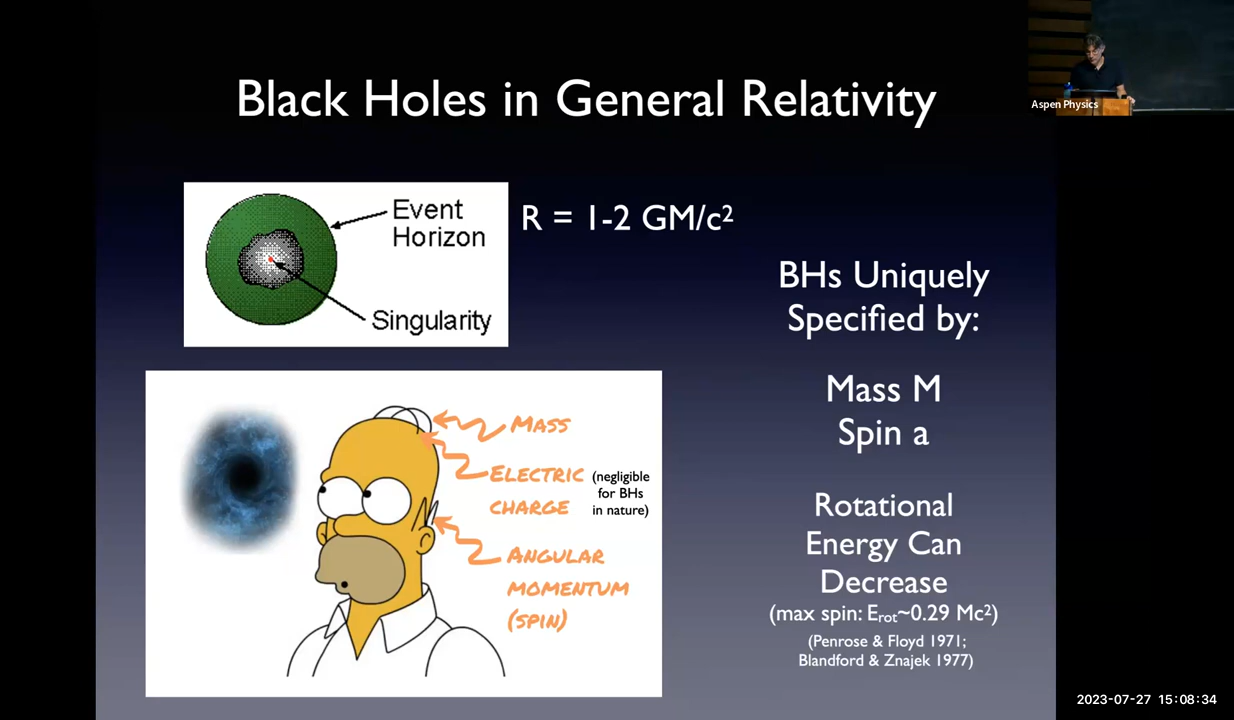 Black Holes in General Relativity
Aspen Physics
Event
Horizon
Singularity
R = 1-2 GM/c²
BHs Uniquely
Specified by:
Mass M
Spin a
Rotational
Energy Can
Decrease
(max spin: Erot~0.29 Mc²)
(Penrose & Floyd 1971;
Blandford & Znajek 1977)
MASS
ELECTRIC
CHARGE
(negligible
for BHs
in nature)
ANGULAR
MOMENTUM
(SPIN)
2023-07-27 15:08:34